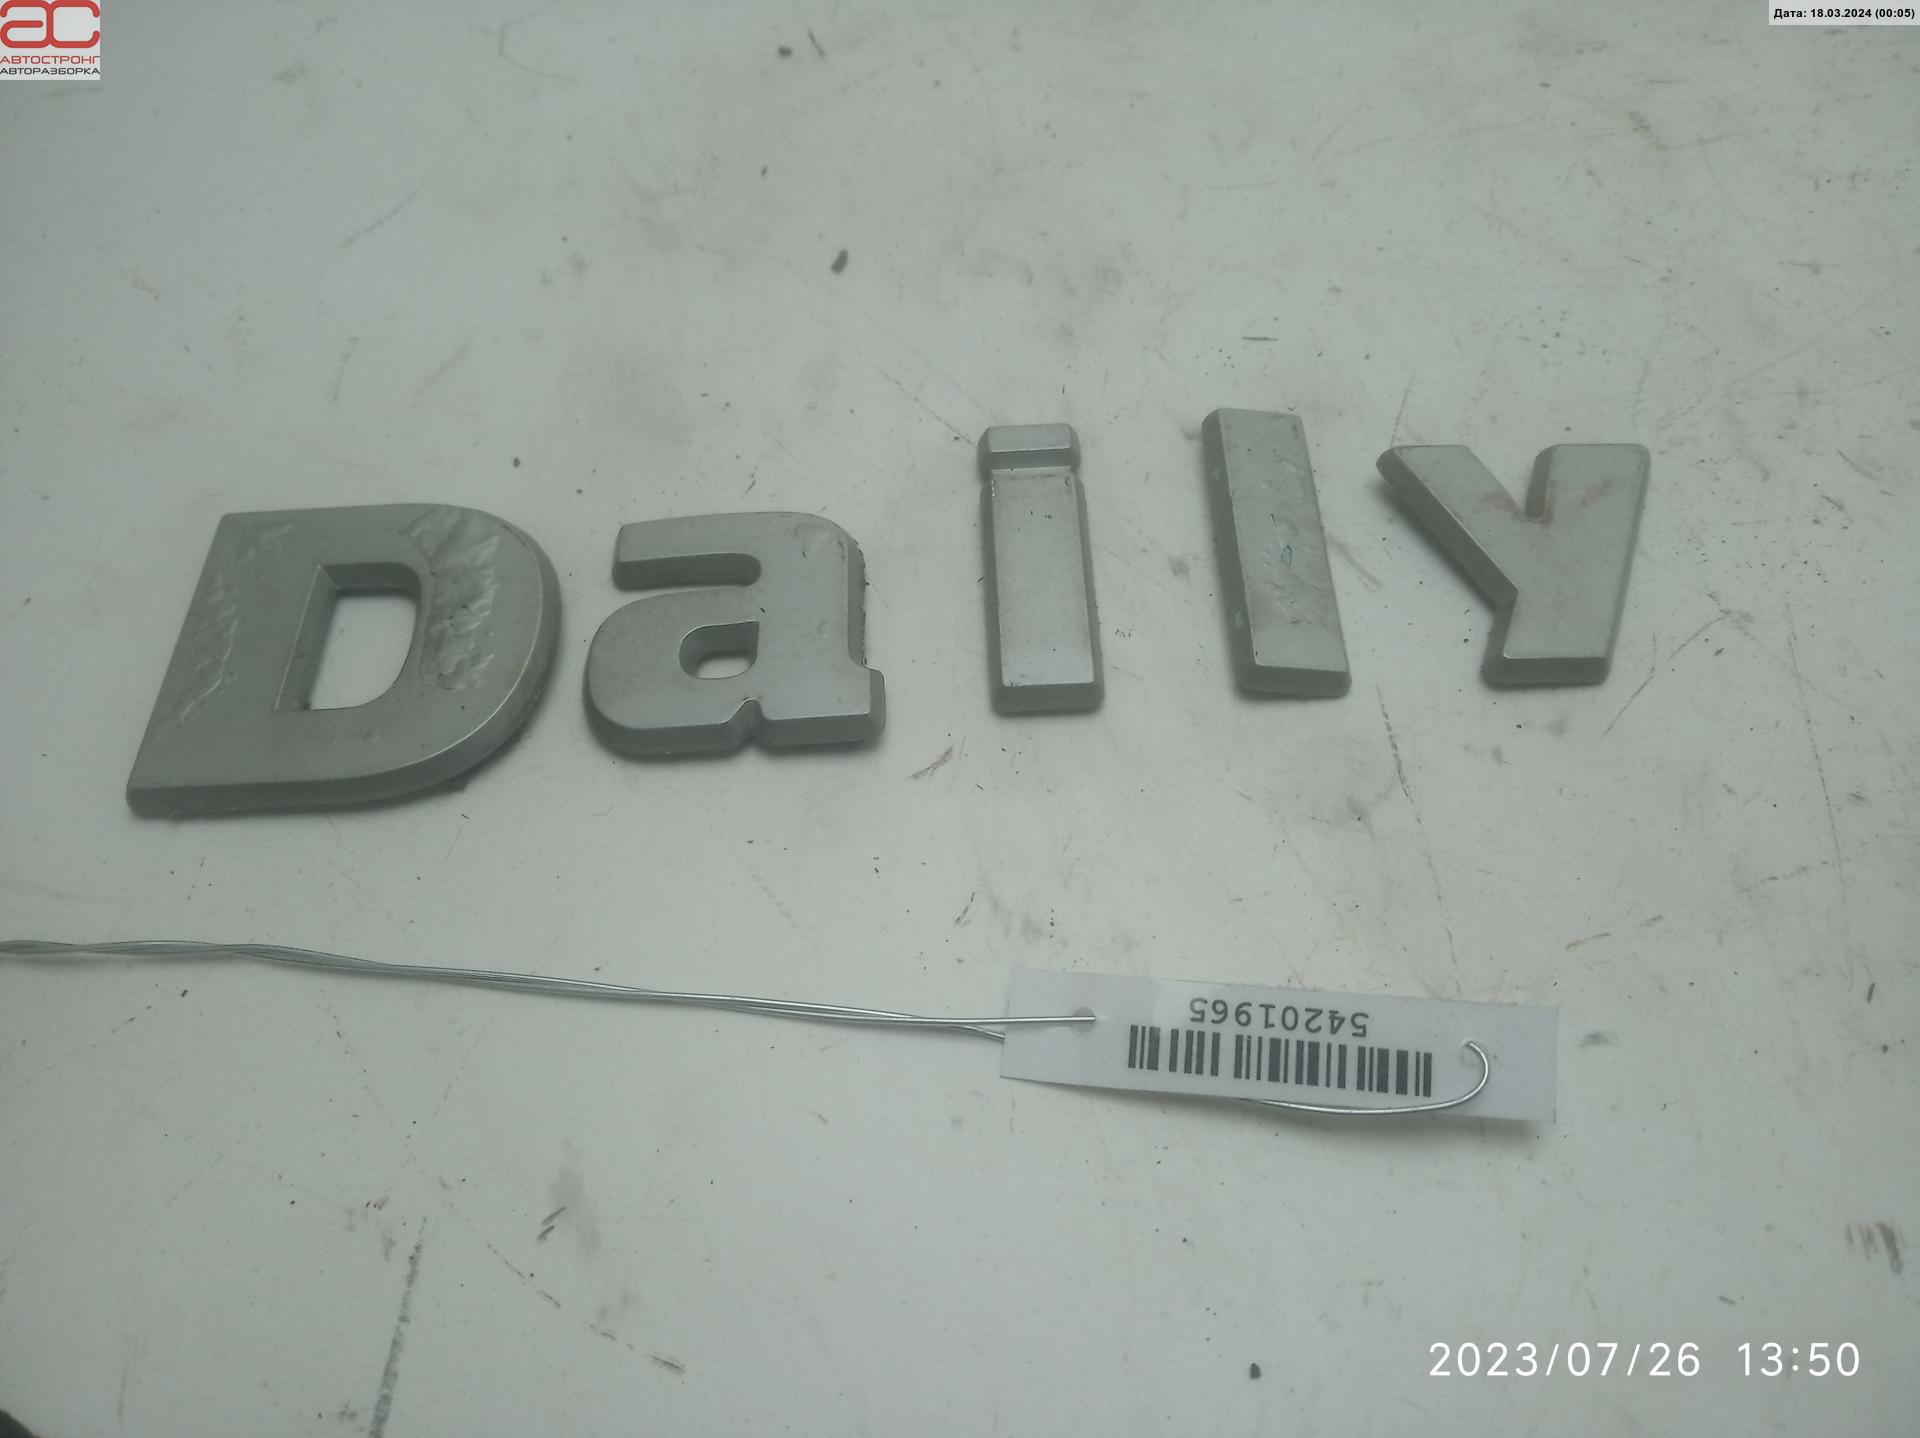 ac
АВТОСТРОНГ
АВТОРАЗБОРКА
Дата: 18.03.2024 (00:05)
Daily
54201965
2023/07/26 13:50